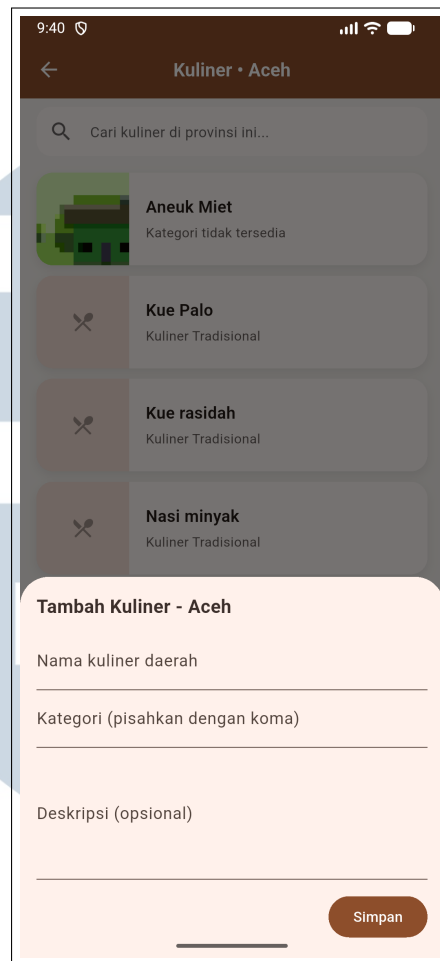 9:40
Kuliner • Aceh
Cari kuliner di provinsi ini...
Aneuk Miet
Kategori tidak tersedia
Kue Palo
Kuliner Tradisional
Kue rasidah
Kuliner Tradisional
Nasi minyak
Kuliner Tradisional
Tambah Kuliner - Aceh
Nama kuliner daerah
Kategori (pisahkan dengan koma)
Deskripsi (opsional)
Simpan